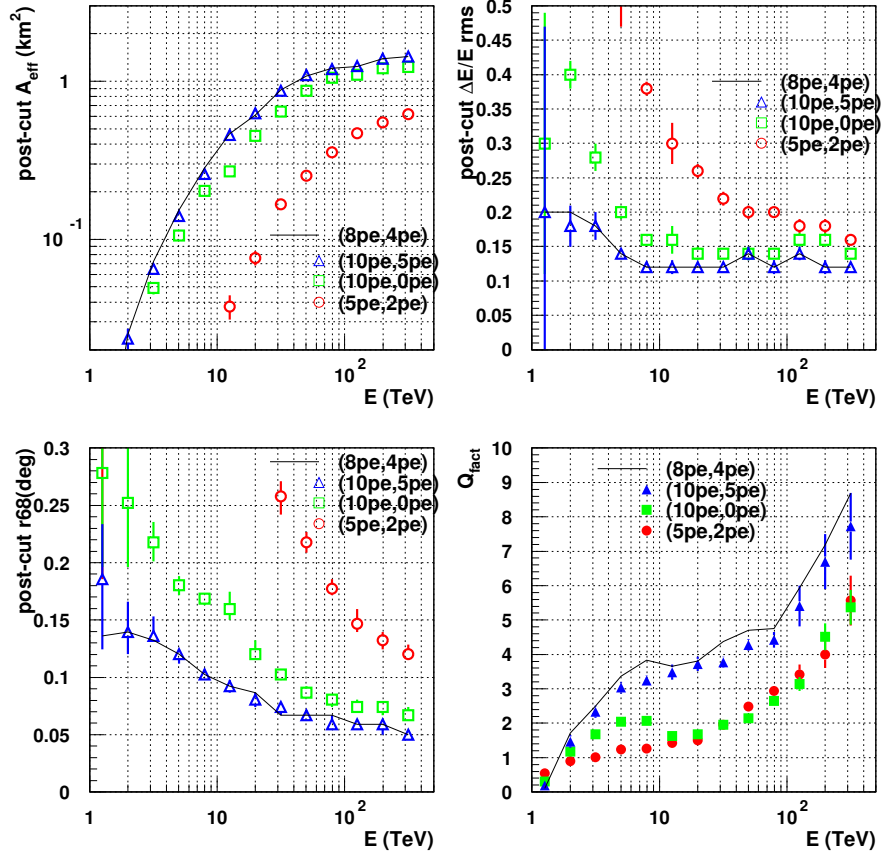 post-cut A_eff (km²)
1
10⁻¹
(8pe,4pe)
(10pe,5pe)
(10pe,0pe)
(5pe,2pe)
1 10 10²
E (TeV)
post-cut ΔE/E rms
0.5
0.45
0.4
0.35
0.3
0.25
0.2
0.15
0.1
0.05
0
(8pe,4pe)
(10pe,5pe)
(10pe,0pe)
(5pe,2pe)
1 10 10²
E (TeV)
post-cut r68(deg)
0.3
0.25
0.2
0.15
0.1
0.05
0
(8pe,4pe)
(10pe,5pe)
(10pe,0pe)
(5pe,2pe)
1 10 10²
E (TeV)
Q_fact
10
9
8
7
6
5
4
3
2
1
0
(8pe,4pe)
(10pe,5pe)
(10pe,0pe)
(5pe,2pe)
1 10 10²
E (TeV)